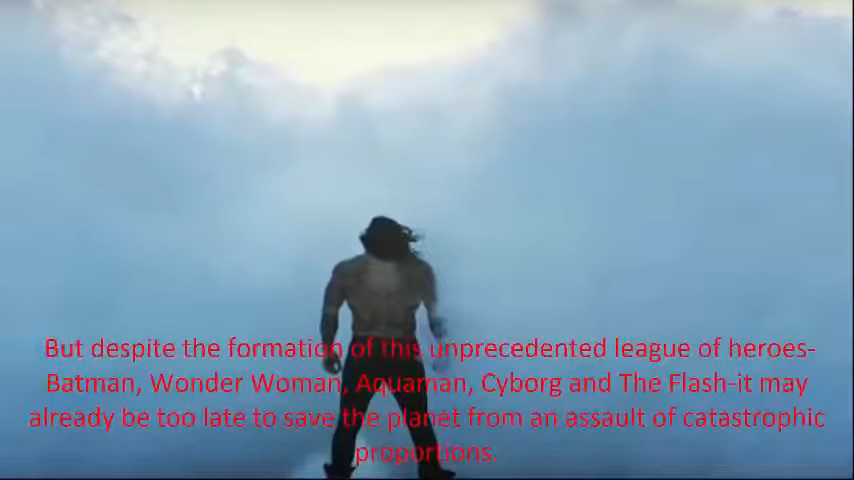 But despite the formation of this unprecedented league of heroes-
Batman, Wonder Woman, Aquaman, Cyborg and The Flash-it may
already be too late to save the planet from an assault of catastrophic
proportions.